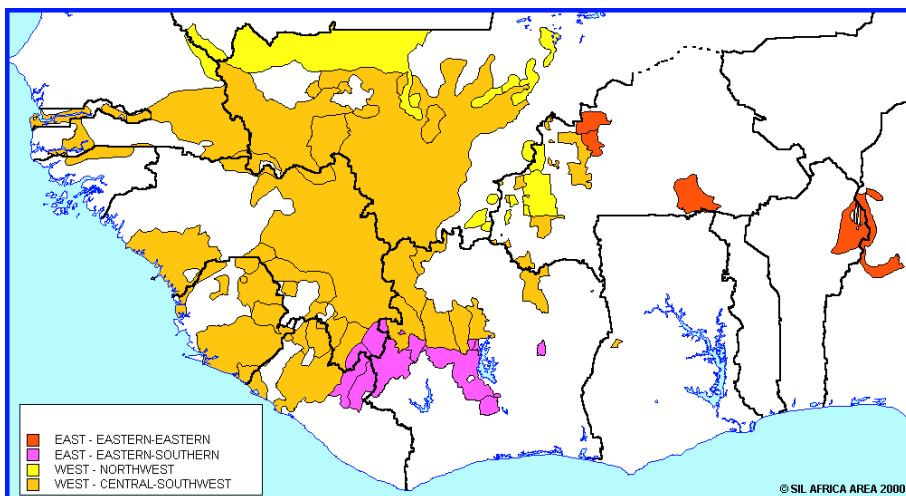 EAST - EASTERN-EASTERN
EAST - EASTERN-SOUTHERN
WEST - NORTHWEST
WEST - CENTRAL-SOUTHWEST
© SIL AFRICA AREA 2000